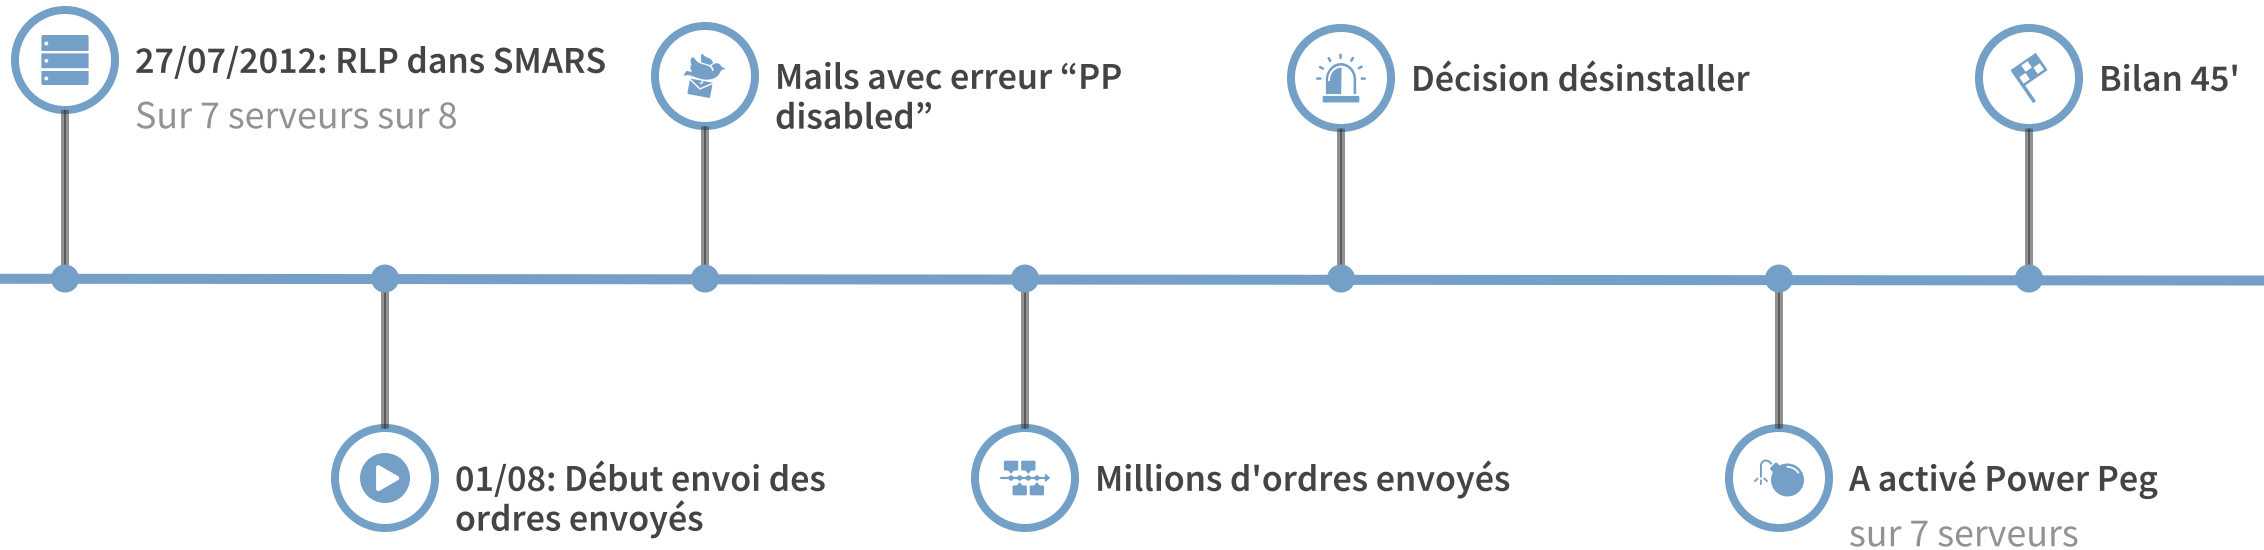 27/07/2012: RLP dans SMARS
Sur 7 serveurs sur 8
01/08: Début envoi des
ordres envoyés
Mails avec erreur “PP
disabled”
Millions d'ordres envoyés
Décision désinstaller
A activé Power Peg
sur 7 serveurs
Bilan 45'